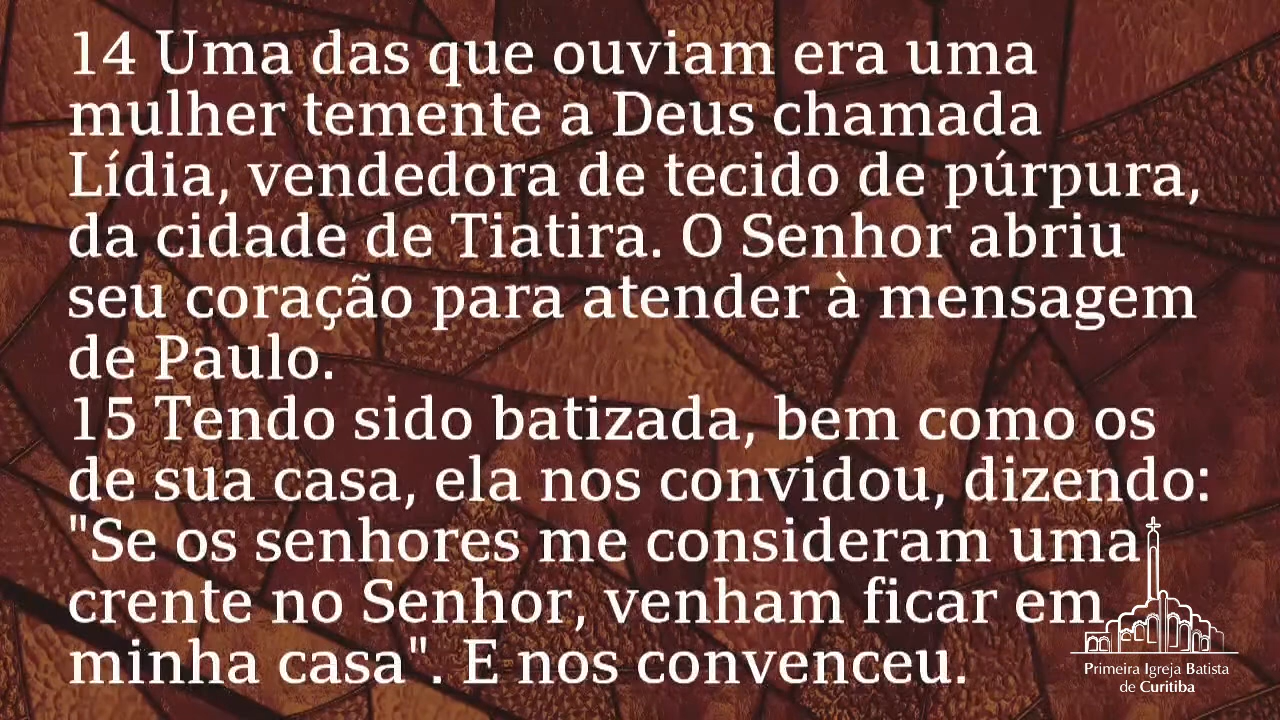 14 Uma das que ouviam era uma
mulher temente a Deus chamada
Lídia, vendedora de tecido de púrpura,
da cidade de Tiatira. O Senhor abriu
seu coração para atender à mensagem
de Paulo.
15 Tendo sido batizada, bem como os
de sua casa, ela nos convidou, dizendo:
"Se os senhores me consideram uma
crente no Senhor, venham ficar em
minha casa" . E nos convenceu.
Primeira Igreja Batista
de Curitiba